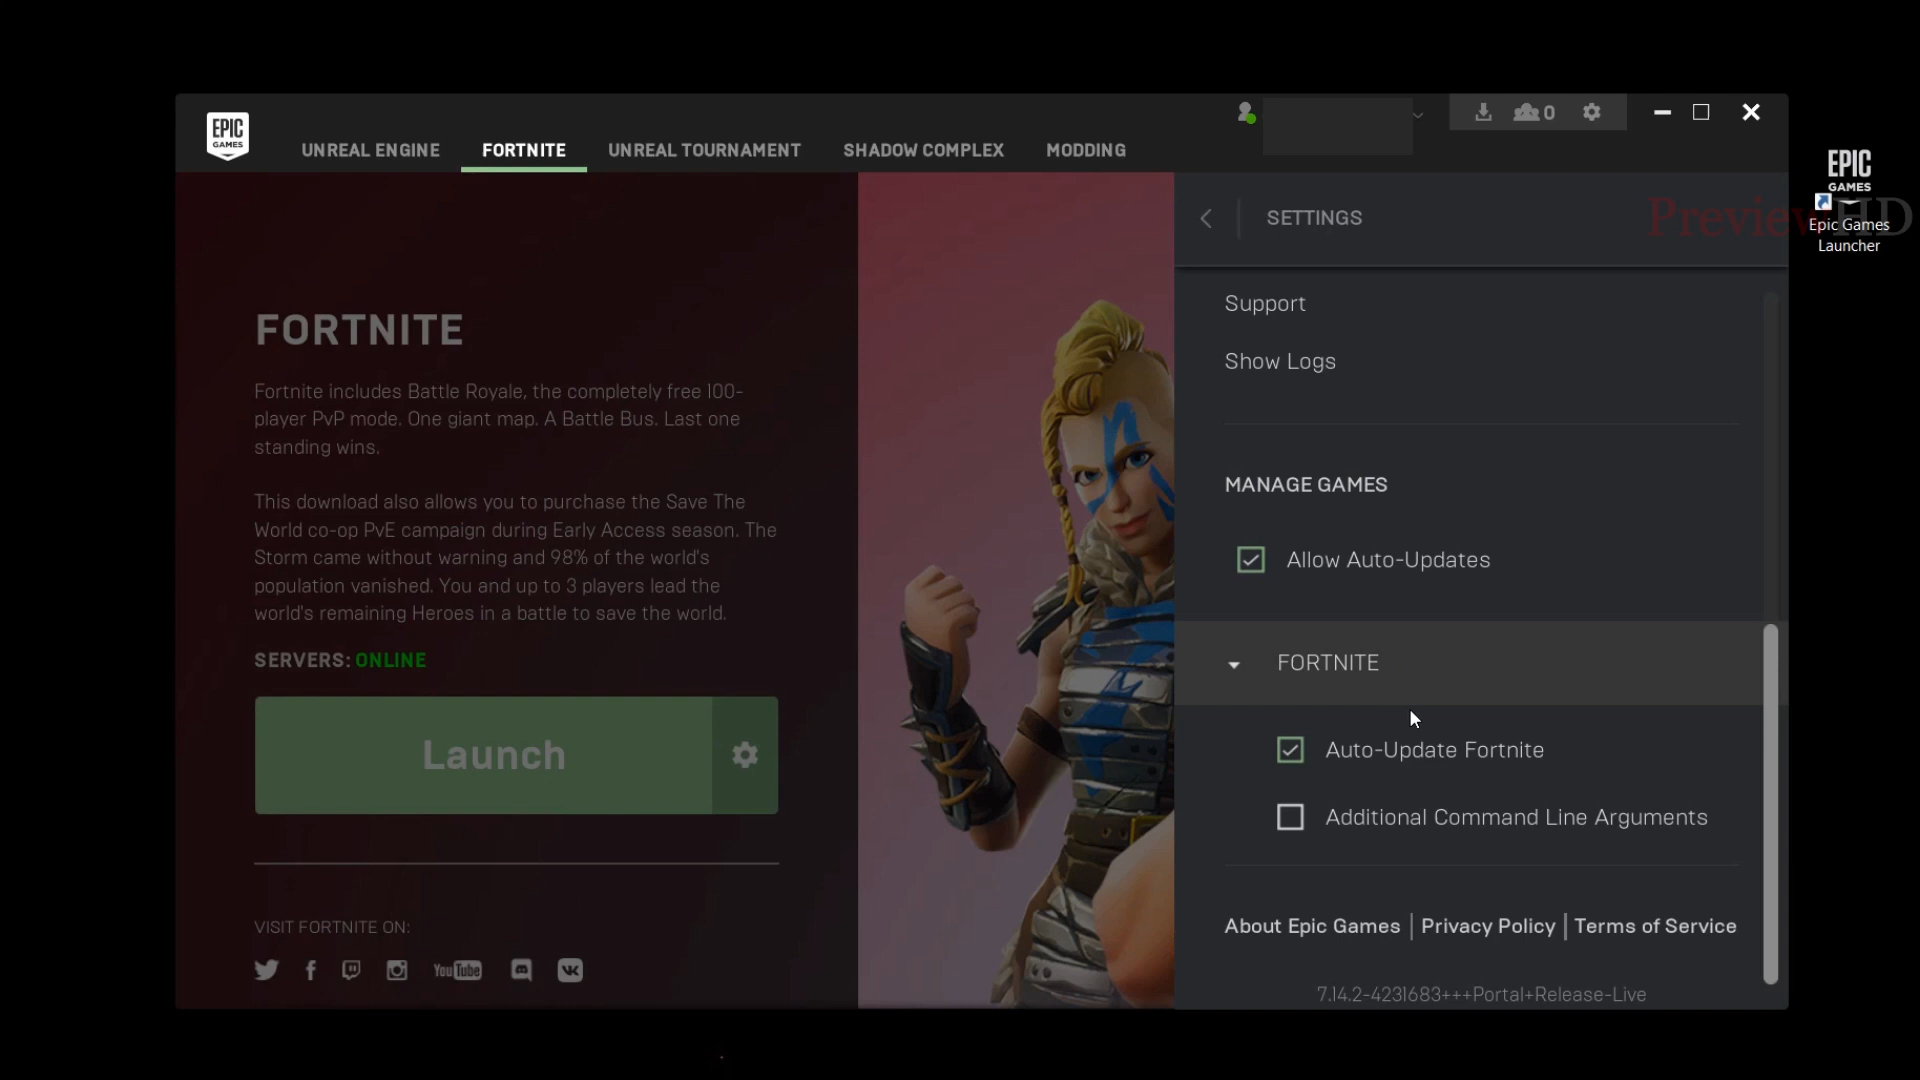 EPIC
GAMES
UNREAL ENGINE
FORTNITE
UNREAL TOURNAMENT
SHADOW COMPLEX
MODDING
0
FORTNITE
Fortnite includes Battle Royale, the completely free 100-
player PvP mode. One giant map. A Battle Bus. Last one
standing wins.
This download also allows you to purchase the Save The
World co-op PvE campaign during Early Access season. The
Storm came without warning and 98% of the world's
population vanished. You and up to 3 players lead the
world's remaining Heroes in a battle to save the world.
SERVERS: ONLINE
Launch
VISIT FORTNITE ON:
You Tube
SETTINGS
Support
Show Logs
MANAGE GAMES
Allow Auto-Updates
FORTNITE
Auto-Update Fortnite
Additional Command Line Arguments
About Epic Games | Privacy Policy | Terms of Service
7.14.2-4231683+++Portal+Release-Live
EPIC
GAMES
PreviewHD
Epic Games
Launcher